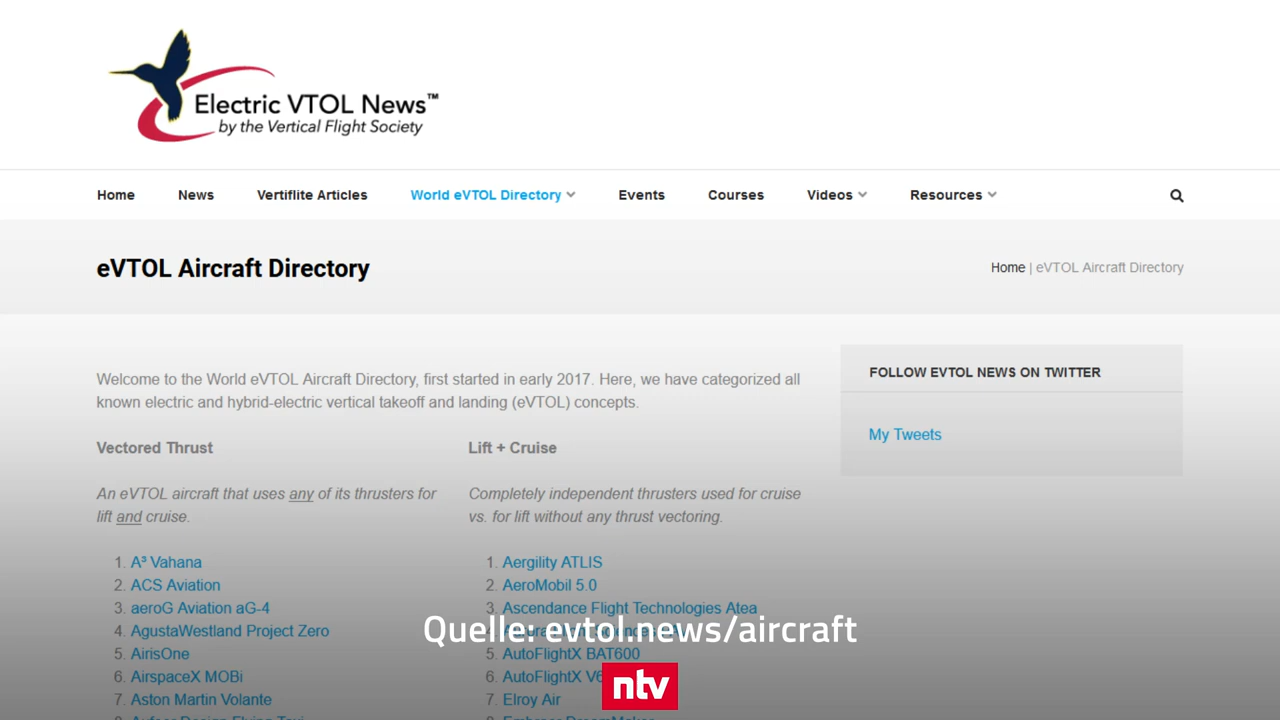 Electric VTOL News™
by the Vertical Flight Society
Home News Vertiflite Articles World eVTOL Directory Events Courses Videos Resources
eVTOL Aircraft Directory
Home | eVTOL Aircraft Directory
Welcome to the World eVTOL Aircraft Directory, first started in early 2017. Here, we have categorized all
known electric and hybrid-electric vertical takeoff and landing (eVTOL) concepts.
Vectored Thrust
An eVTOL aircraft that uses any of its thrusters for
lift and cruise.
1. A³ Vahana
2. ACS Aviation
3. aeroG Aviation aG-4
4. AgustaWestland Project Zero
5. AirisOne
6. AirspaceX MOBi
7. Aston Martin Volante
Lift + Cruise
Completely independent thrusters used for cruise
vs. for lift without any thrust vectoring.
1. Aergility ATLIS
2. AeroMobil 5.0
3. Ascendance Flight Technologies Atea
5. AutoFlightX BAT600
6. AutoFlightX
7. Elroy Air
FOLLOW EVTOL NEWS ON TWITTER
My Tweets
Quelle: evtol.news/aircraft
ntv